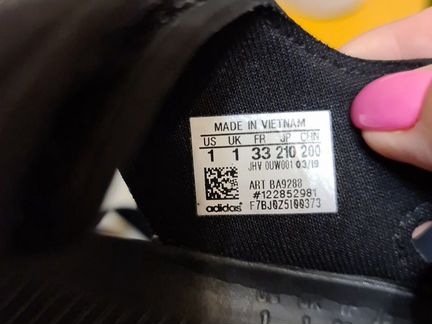 MADE IN VIETNAM
US UK FR JP CHN
1 1 33 210 200
JHV 0UW001 03/19
ART BA9288
#122852981
adidas F7BJ0Z5100373